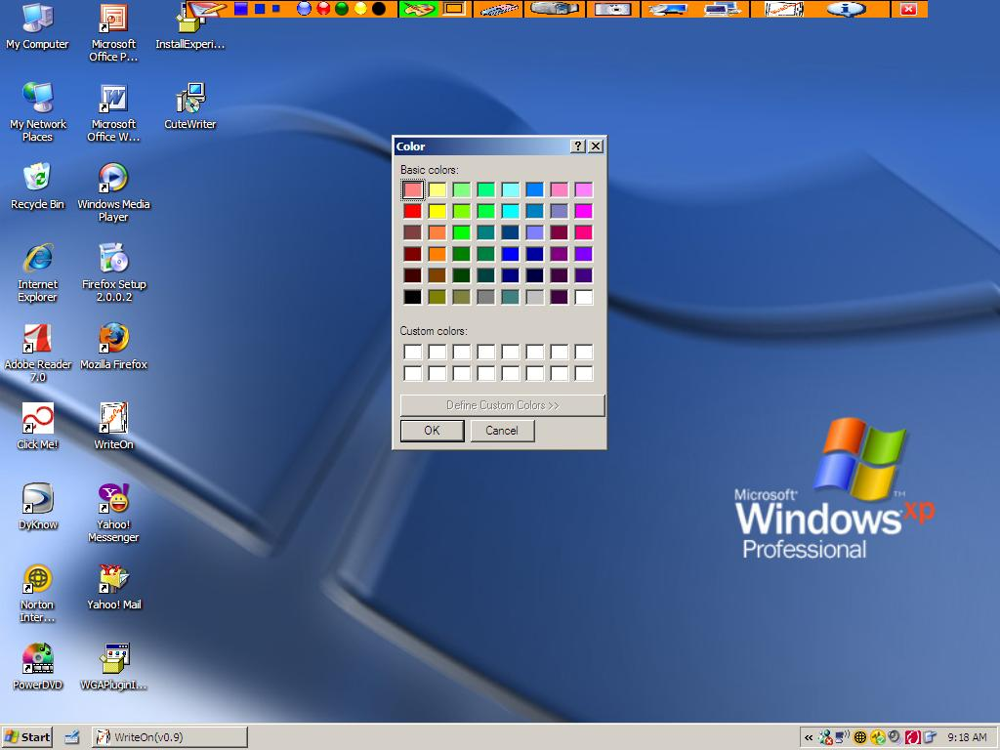 My Computer
Microsoft
Office P...
InstallExperi...
My Network
Places
Microsoft
Office W...
CuteWriter
Recycle Bin
Windows Media
Player
Internet
Explorer
Firefox Setup
2.0.0.2
Adobe Reader
7.0
Mozilla Firefox
Click Me!
WriteOn
DyKnow
Yahoo!
Messenger
Norton
Inter...
Yahoo! Mail
PowerDVD
WGAPluginI...
Color
Basic colors:
Custom colors:
Define Custom Colors >>
OK
Cancel
Microsoft®
Windows xp
Professional
Start
WriteOn(v0.9)
9:18 AM